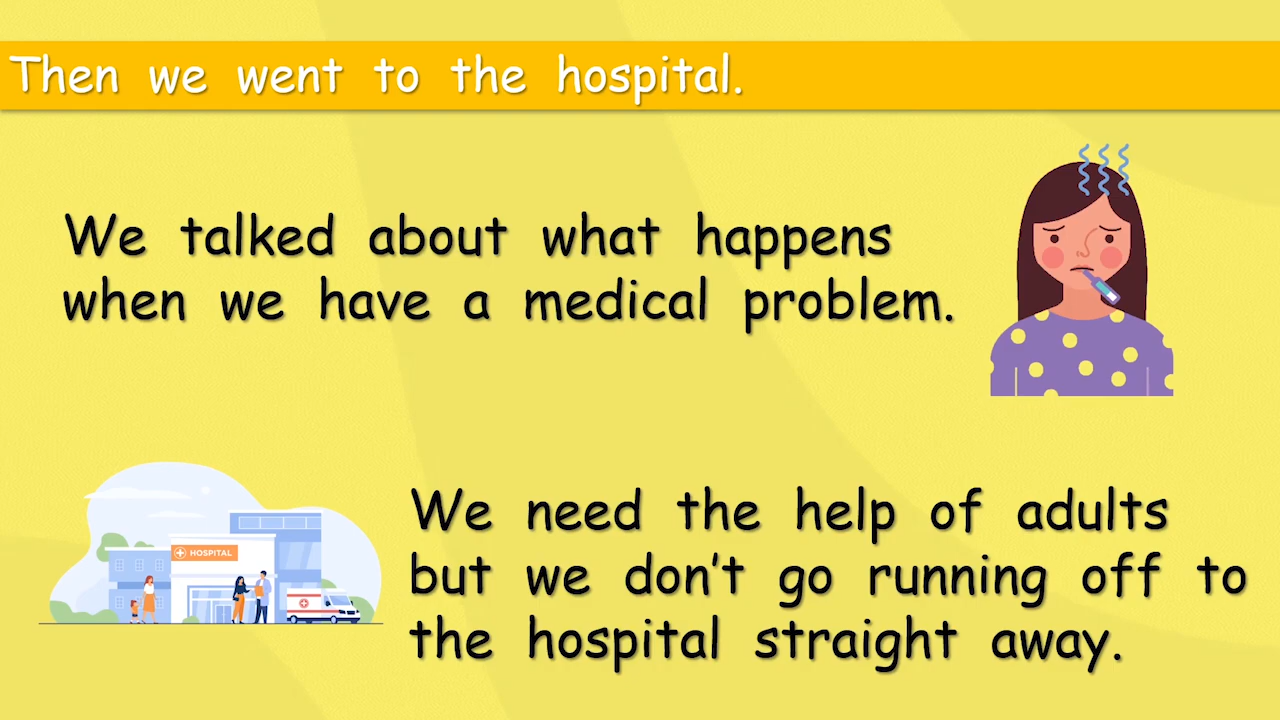 Then we went to the hospital.
We talked about what happens
when we have a medical problem.
HOSPITAL
We need the help of adults
but we don't go running off to
the hospital straight away.